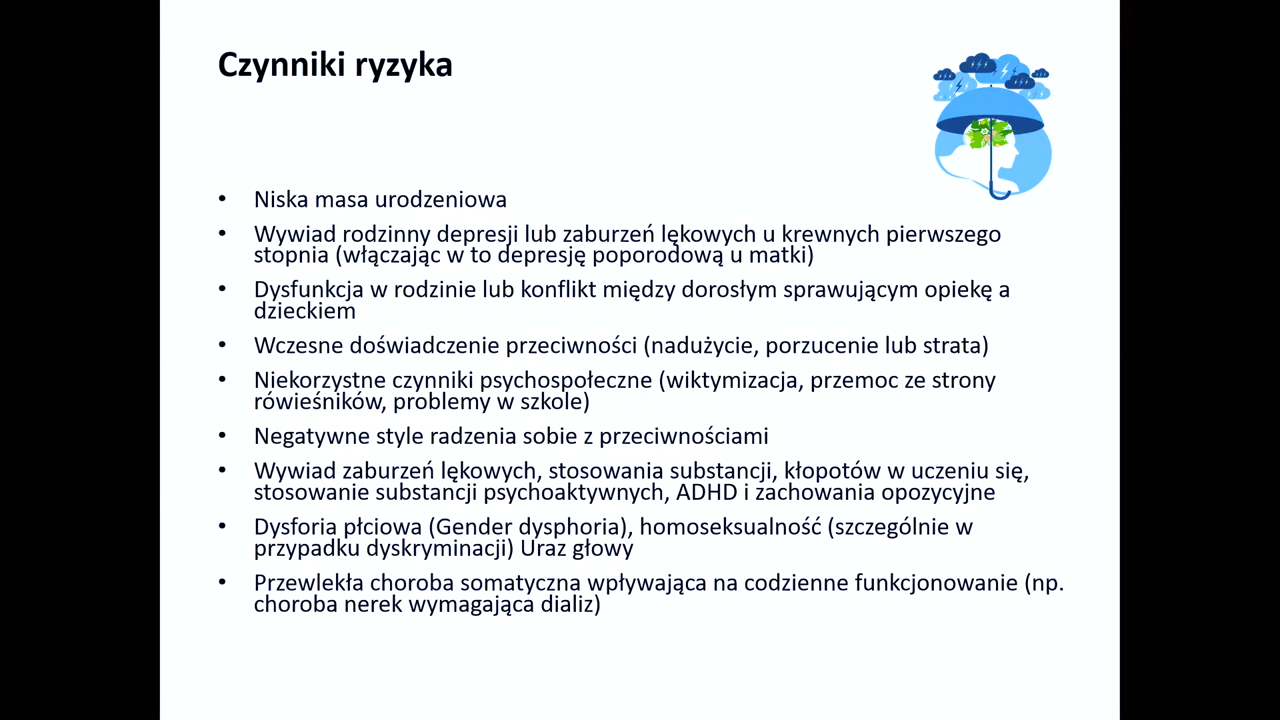 Czynniki ryzyka
• Niska masa urodzeniowa
• Wywiad rodzinny depresji lub zaburzeń lękowych u krewnych pierwszego
stopnia (włączając w to depresję poporodową u matki)
• Dysfunkcja w rodzinie lub konflikt między dorosłym sprawującym opiekę a
dzieckiem
• Wczesne doświadczenie przeciwności (nadużycie, porzucenie lub strata)
• Niekorzystne czynniki psychospołeczne (wiktymizacja, przemoc ze strony
rówieśników, problemy w szkole)
• Negatywne style radzenia sobie z przeciwnościami
• Wywiad zaburzeń lękowych, stosowania substancji, kłopotów w uczeniu się,
stosowanie substancji psychoaktywnych, ADHD i zachowania opozycyjne
• Dysforia płciowa (Gender dysphoria), homoseksualność (szczególnie w
przypadku dyskryminacji) Uraz głowy
• Przewlekła choroba somatyczna wpływająca na codzienne funkcjonowanie (np.
choroba nerek wymagająca dializ)